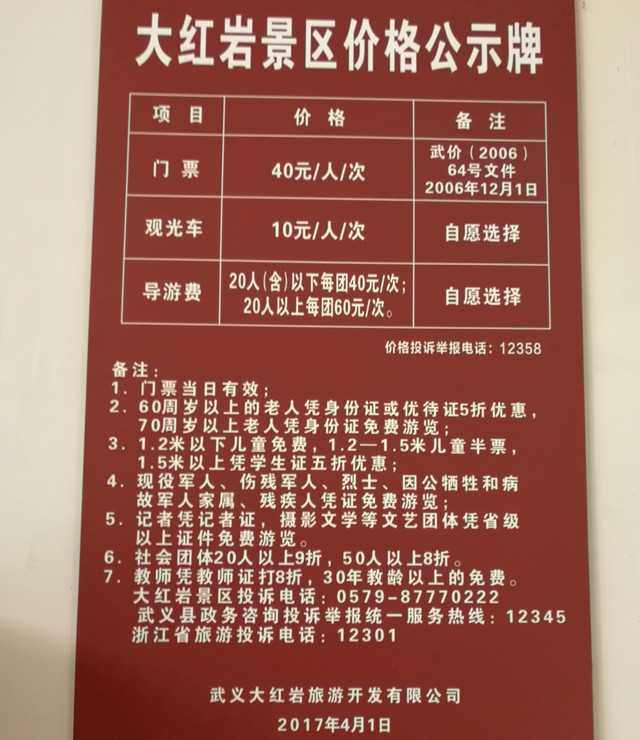 大红岩景区价格公示牌
项目 价格 备注
门票 40元/人/次 武价（2006）
64号文件
2006年12月1日
观光车 10元/人/次 自愿选择
导游费 20人(含)以下每团40元/次；
20人以上每团60元/次。 自愿选择
价格投诉举报电话：12358
备注：
1．门票当日有效；
2．60周岁以上的老人凭身份证或优待证5折优惠，
70周岁以上老人凭身份证免费游览；
3．1.2米以下儿童免费，1.2—1.5米儿童半票，
1.5米以上凭学生证五折优惠；
4．现役军人、伤残军人、烈士、因公牺牲和病
故军人家属、残疾人凭证免费游览；
5．记者凭记者证，摄影文学等文艺团体凭省级
以上证件免费游览。
6．社会团体20人以上9折，50人以上8折。
7．教师凭教师证打8折，30年教龄以上的免费。
大红岩景区投诉电话：0579-87770222
武义县政务咨询投诉举报统一服务热线：12345
浙江省旅游投诉电话：12301
武义大红岩旅游开发有限公司
2017年4月1日